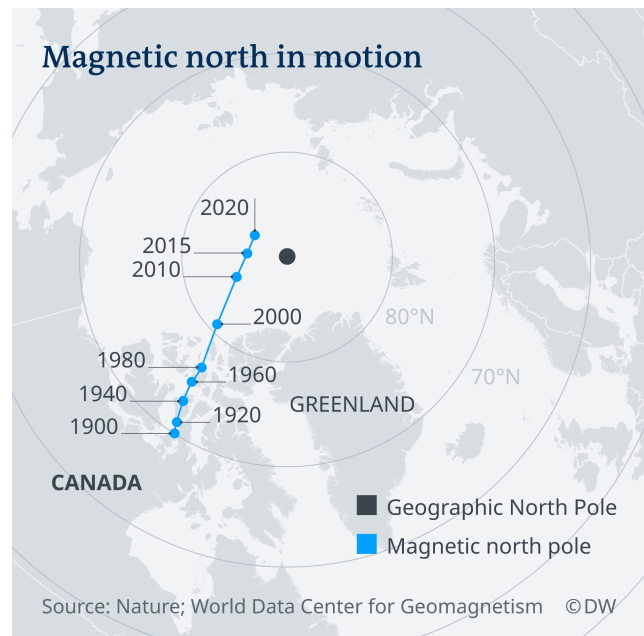 Magnetic north in motion
2020
2015
2010
2000
80°N
1980
1960
70°N
1940
GREENLAND
1920
1900
CANADA
Geographic North Pole
Magnetic north pole
Source: Nature; World Data Center for Geomagnetism ©DW